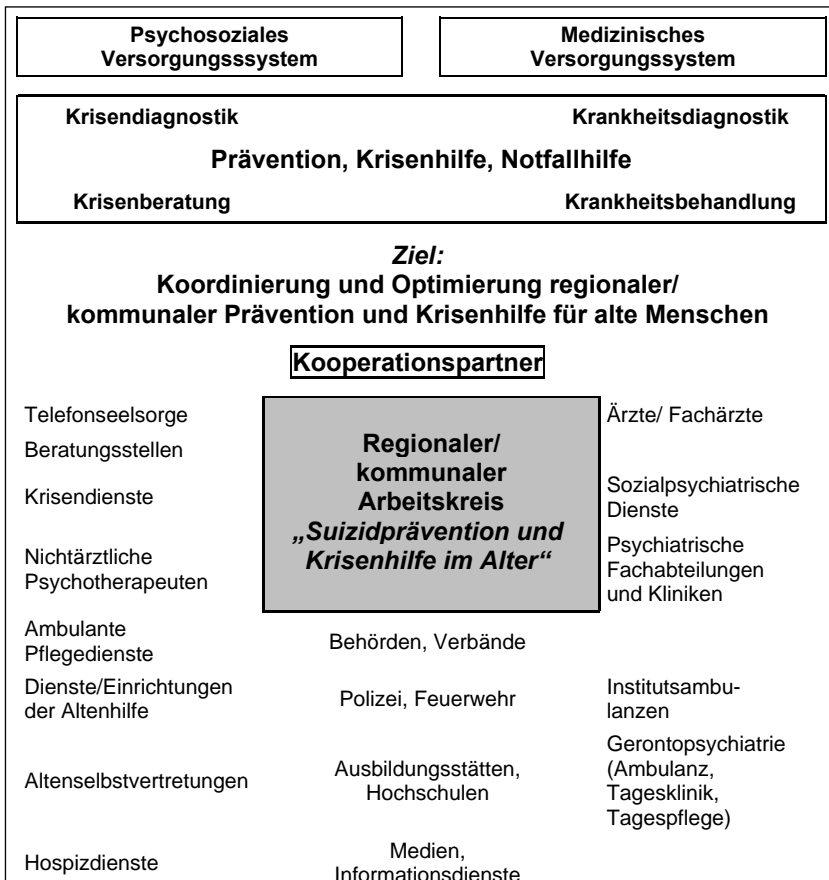 Psychosoziales
Versorgungsssystem
Medizinisches
Versorgungssystem
Krisendiagnostik
Krankheitsdiagnostik
Prävention, Krisenhilfe, Notfallhilfe
Krisenberatung
Krankheitsbehandlung
Ziel:
Koordinierung und Optimierung regionaler/
kommunaler Prävention und Krisenhilfe für alte Menschen
Kooperationspartner
Telefonseelsorge
Beratungsstellen
Krisendienste
Nichtärztliche
Psychotherapeuten
Ambulante
Pflegedienste
Dienste/Einrichtungen
der Altenhilfe
Altenselbstvertretungen
Hospizdienste
Regionaler/
kommunaler
Arbeitskreis
„Suizidprävention und
Krisenhilfe im Alter“
Behörden, Verbände
Polizei, Feuerwehr
Ausbildungsstätten,
Hochschulen
Medien,
Informationsdienste
Ärzte/ Fachärzte
Sozialpsychiatrische
Dienste
Psychiatrische
Fachabteilungen
und Kliniken
Institutsambu-
lanzen
Gerontopsychiatrie
(Ambulanz,
Tagesklinik,
Tagespflege)